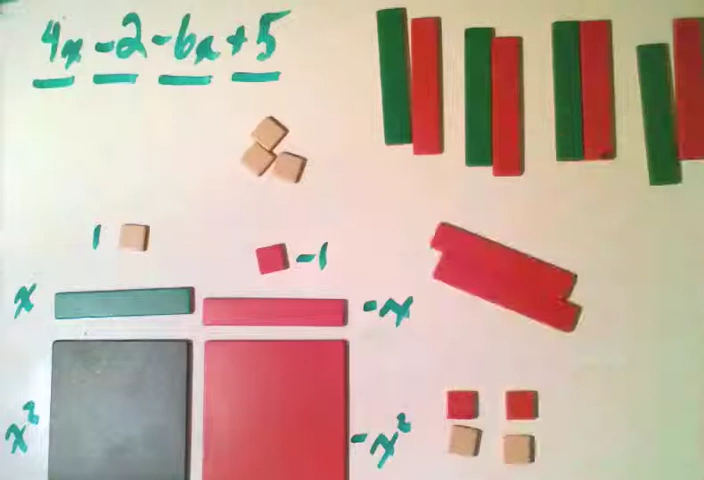 4x - 2 - 6x + 5
1
-1
x
-x
x²
-x²